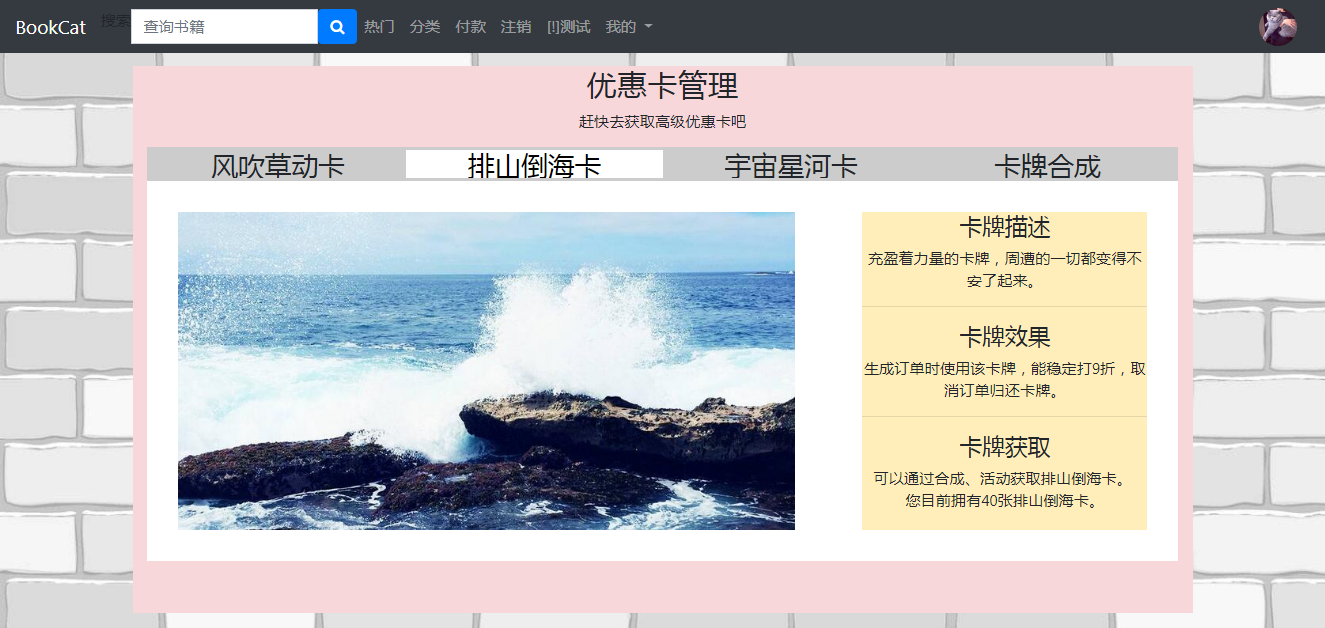 BookCat 搜索 查询书籍 热门 分类 付款 注销 [!]测试 我的
优惠卡管理
赶快去获取高级优惠卡吧
风吹草动卡 排山倒海卡 宇宙星河卡 卡牌合成
卡牌描述
充盈着力量的卡牌，周遭的一切都变得不
安了起来。
卡牌效果
生成订单时使用该卡牌，能稳定打9折，取
消订单归还卡牌。
卡牌获取
可以通过合成、活动获取排山倒海卡。
您目前拥有40张排山倒海卡。